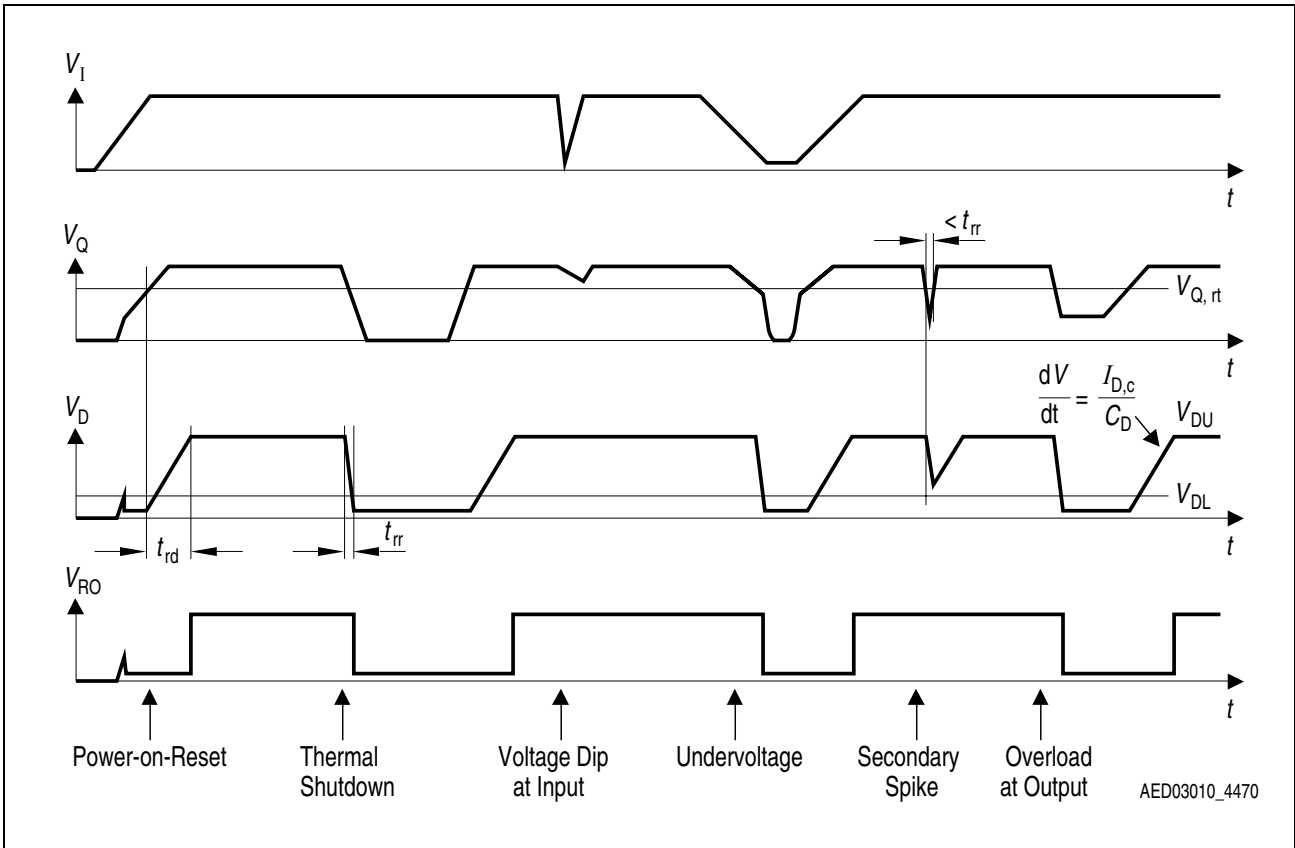 V_I
t
< t_rr
V_Q
V_Q, rt
t
dV/dt = I_D,c/C_D
V_D
V_DU
V_DL
t_rd
t_rr
t
V_RO
t
Power-on-Reset
Thermal
Shutdown
Voltage Dip
at Input
Undervoltage
Secondary
Spike
Overload
at Output
AED03010_4470